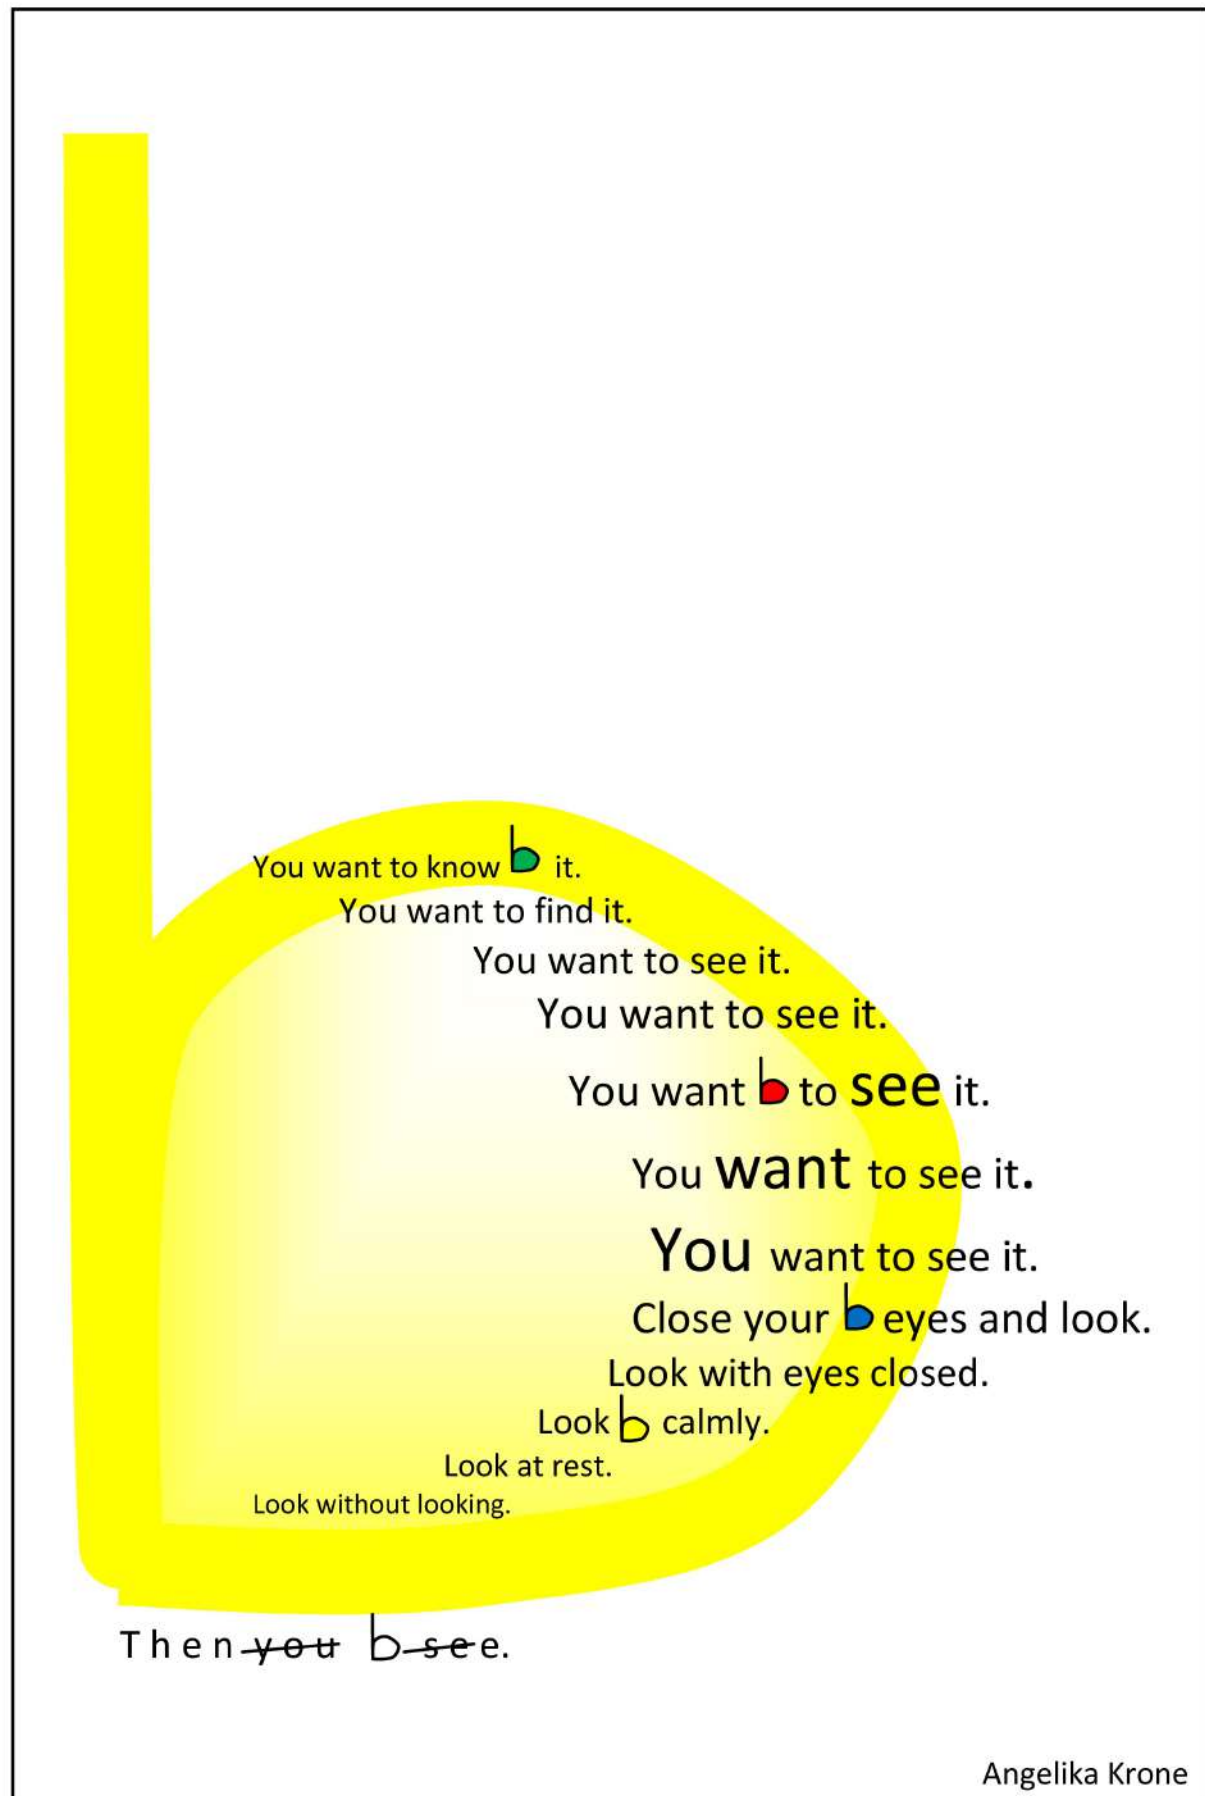 You want to know b it.
You want to find it.
You want to see it.
You want to see it.
You want b to see it.
You want to see it.
You want to see it.
Close your b eyes and look.
Look with eyes closed.
Look b calmly.
Look at rest.
Look without looking.
b
Then you b see.
Angelika Krone